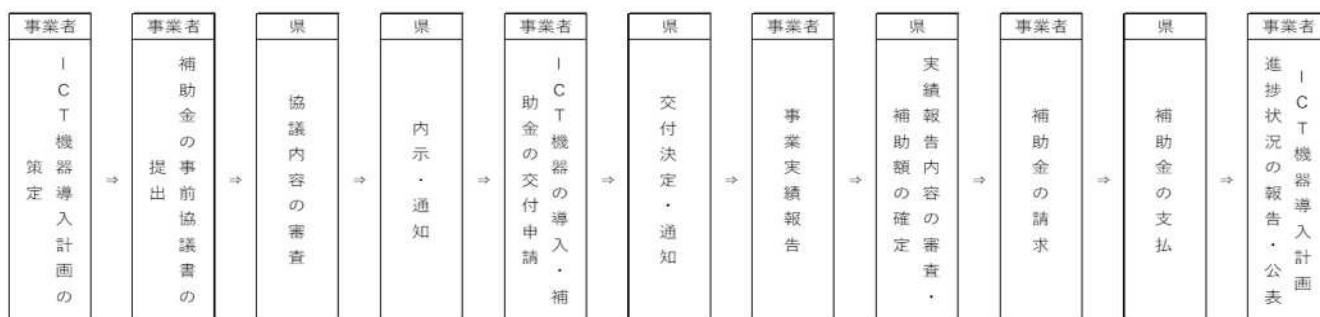 事業者
ICT機器導入計画の
策定
⇒
事業者
補助金の事前協議書の
提出
⇒
県
協議内容の審査
⇒
県
内示・通知
⇒
事業者
ICT機器の導入・補
助金の交付申請
⇒
県
交付決定・通知
⇒
事業者
事業実績報告
⇒
県
実績報告内容の審査・
補助額の確定
⇒
事業者
補助金の請求
⇒
県
補助金の支払
⇒
事業者
ICT機器導入計画
進捗状況の報告・公表